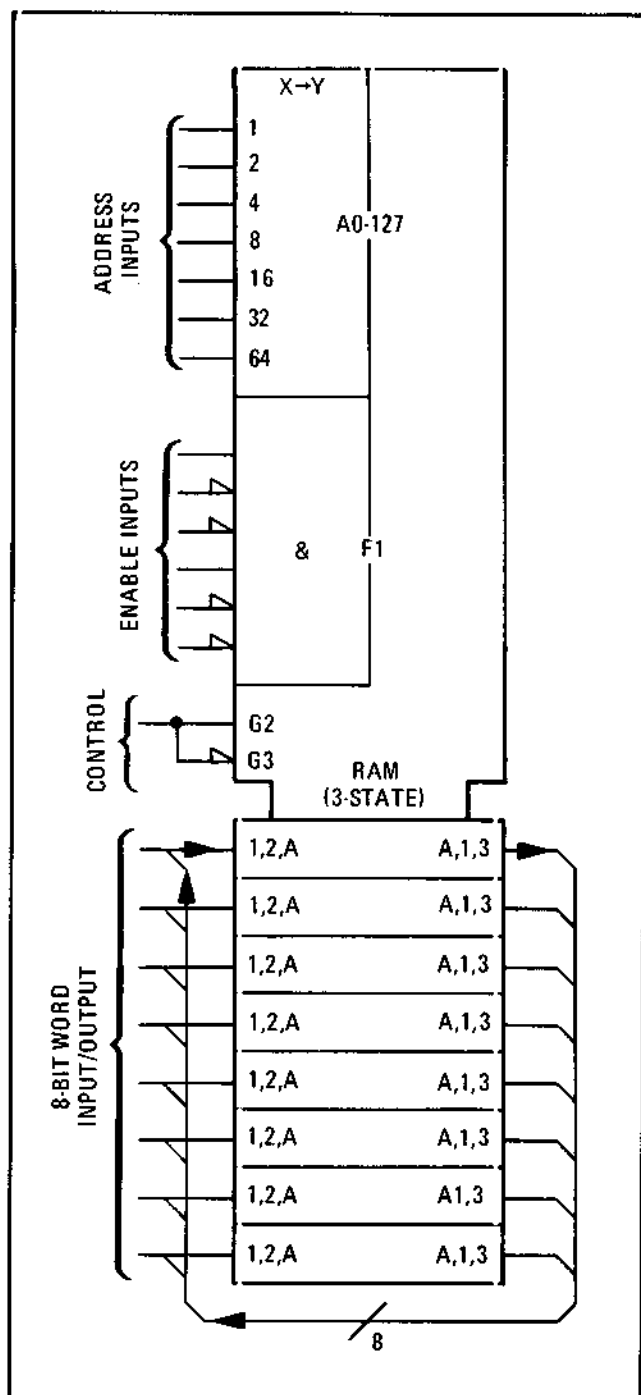 X→Y
ADDRESS
INPUTS
1
2
4
8
16
32
64
A0-127
ENABLE INPUTS
&
F1
CONTROL
G2
G3
RAM
(3-STATE)
8-BIT WORD
INPUT/OUTPUT
1,2,A A,1,3
1,2,A A,1,3
1,2,A A,1,3
1,2,A A,1,3
1,2,A A,1,3
1,2,A A,1,3
1,2,A A1,3
1,2,A A,1,3
8